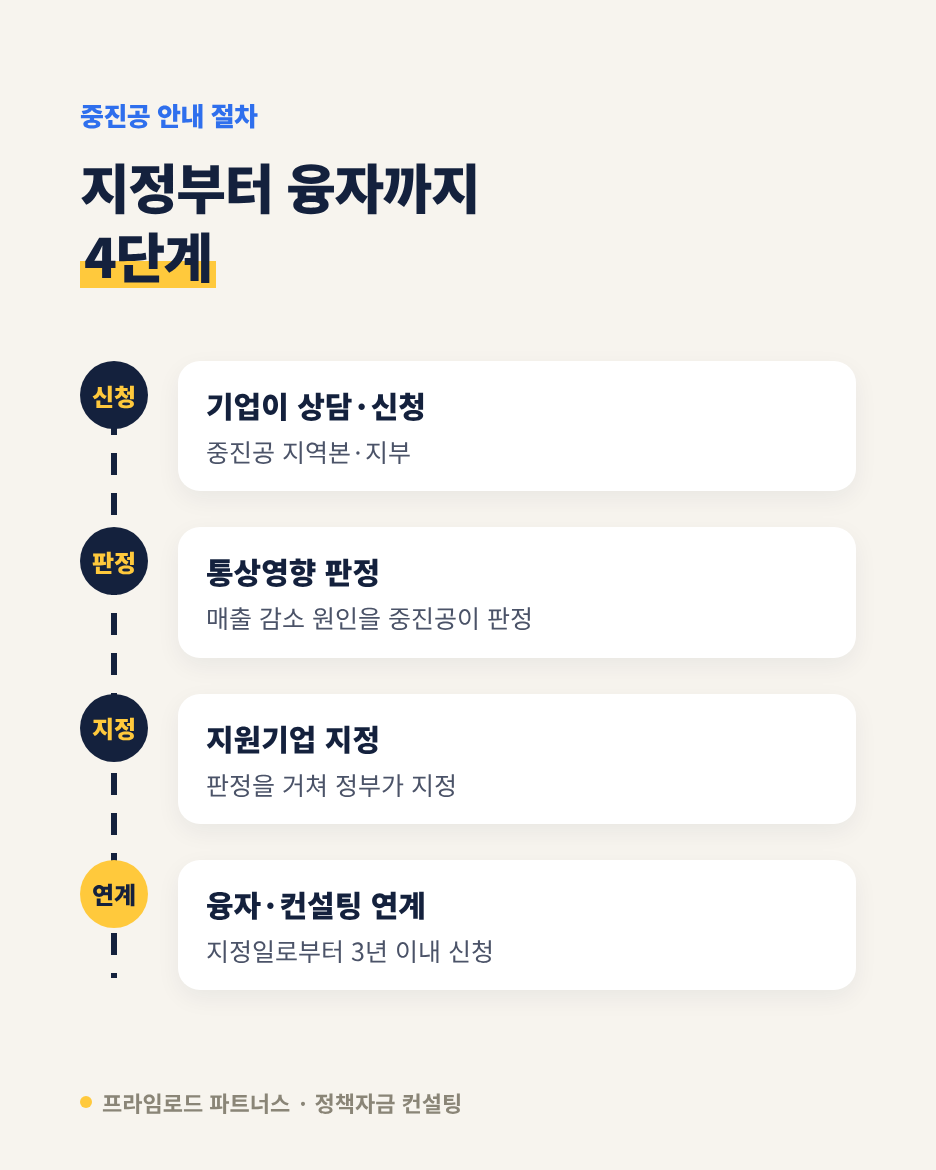 중진공 안내 절차
지정부터 융자까지
4단계
신청
기업이 상담·신청
중진공 지역본·지부
판정
통상영향 판정
매출 감소 원인을 중진공이 판정
지정
지원기업 지정
판정을 거쳐 정부가 지정
연계
융자·컨설팅 연계
지정일로부터 3년 이내 신청
프라임로드 파트너스 · 정책자금 컨설팅